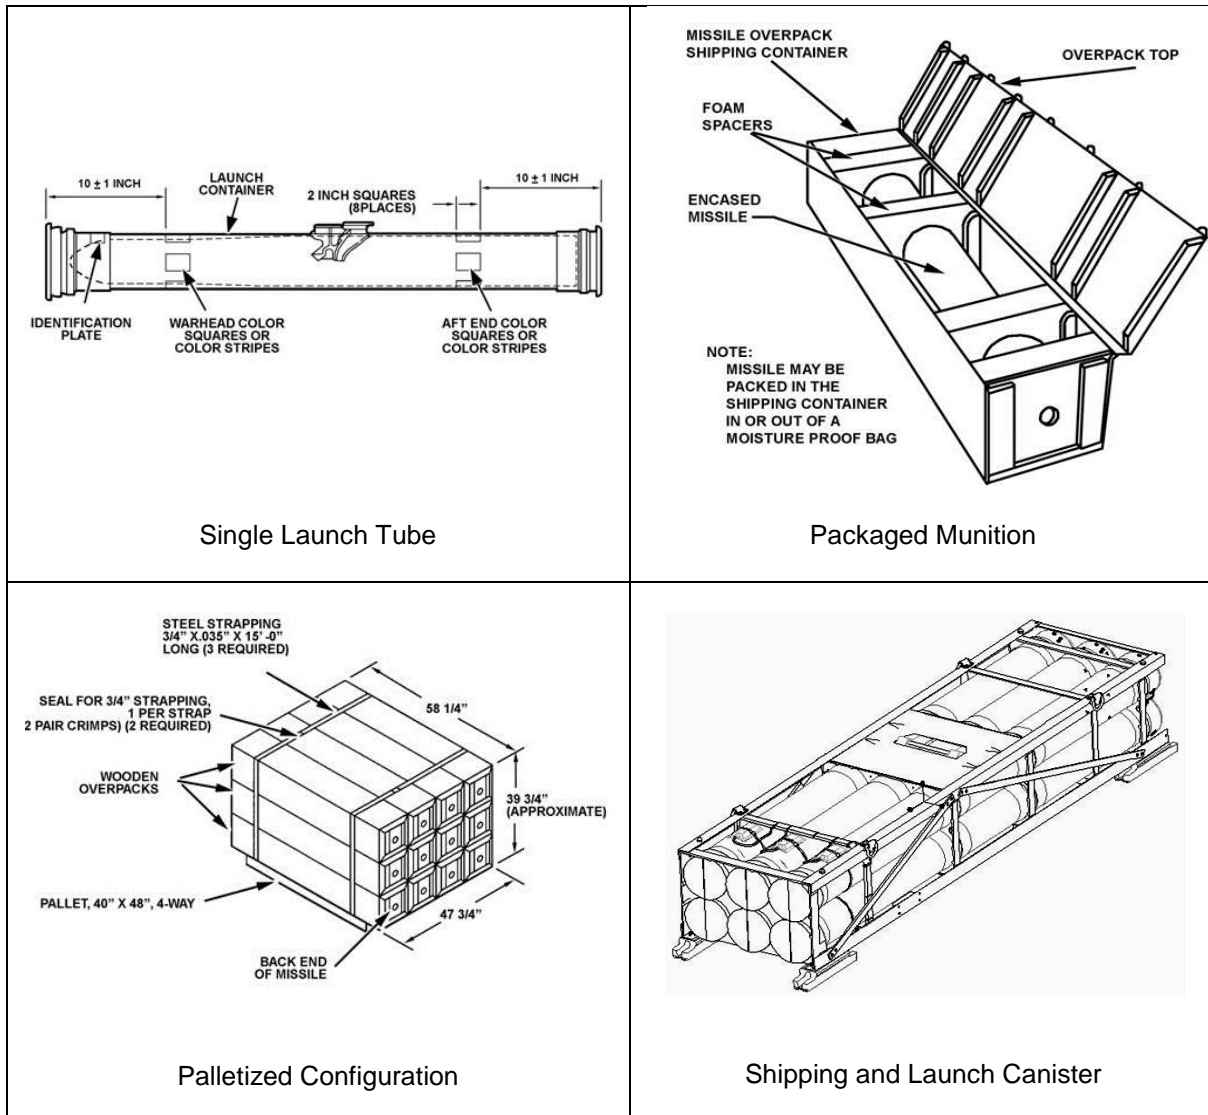 10 ± 1 INCH
LAUNCH
CONTAINER
2 INCH SQUARES
(8PLACES)
10 ± 1 INCH
IDENTIFICATION
PLATE
WARHEAD COLOR
SQUARES OR
COLOR STRIPES
AFT END COLOR
SQUARES OR
COLOR STRIPES
Single Launch Tube
MISSILE OVERPACK
SHIPPING CONTAINER
OVERPACK TOP
FOAM
SPACERS
ENCASED
MISSILE
NOTE:
MISSILE MAY BE
PACKED IN THE
SHIPPING CONTAINER
IN OR OUT OF A
MOISTURE PROOF BAG
Packaged Munition
STEEL STRAPPING
3/4" X.035" X 15' -0"
LONG (3 REQUIRED)
SEAL FOR 3/4" STRAPPING,
1 PER STRAP
2 PAIR CRIMPS) (2 REQUIRED)
58 1/4"
WOODEN
OVERPACKS
39 3/4"
(APPROXIMATE)
PALLET, 40" X 48", 4-WAY
47 3/4"
BACK END
OF MISSILE
Palletized Configuration
Shipping and Launch Canister